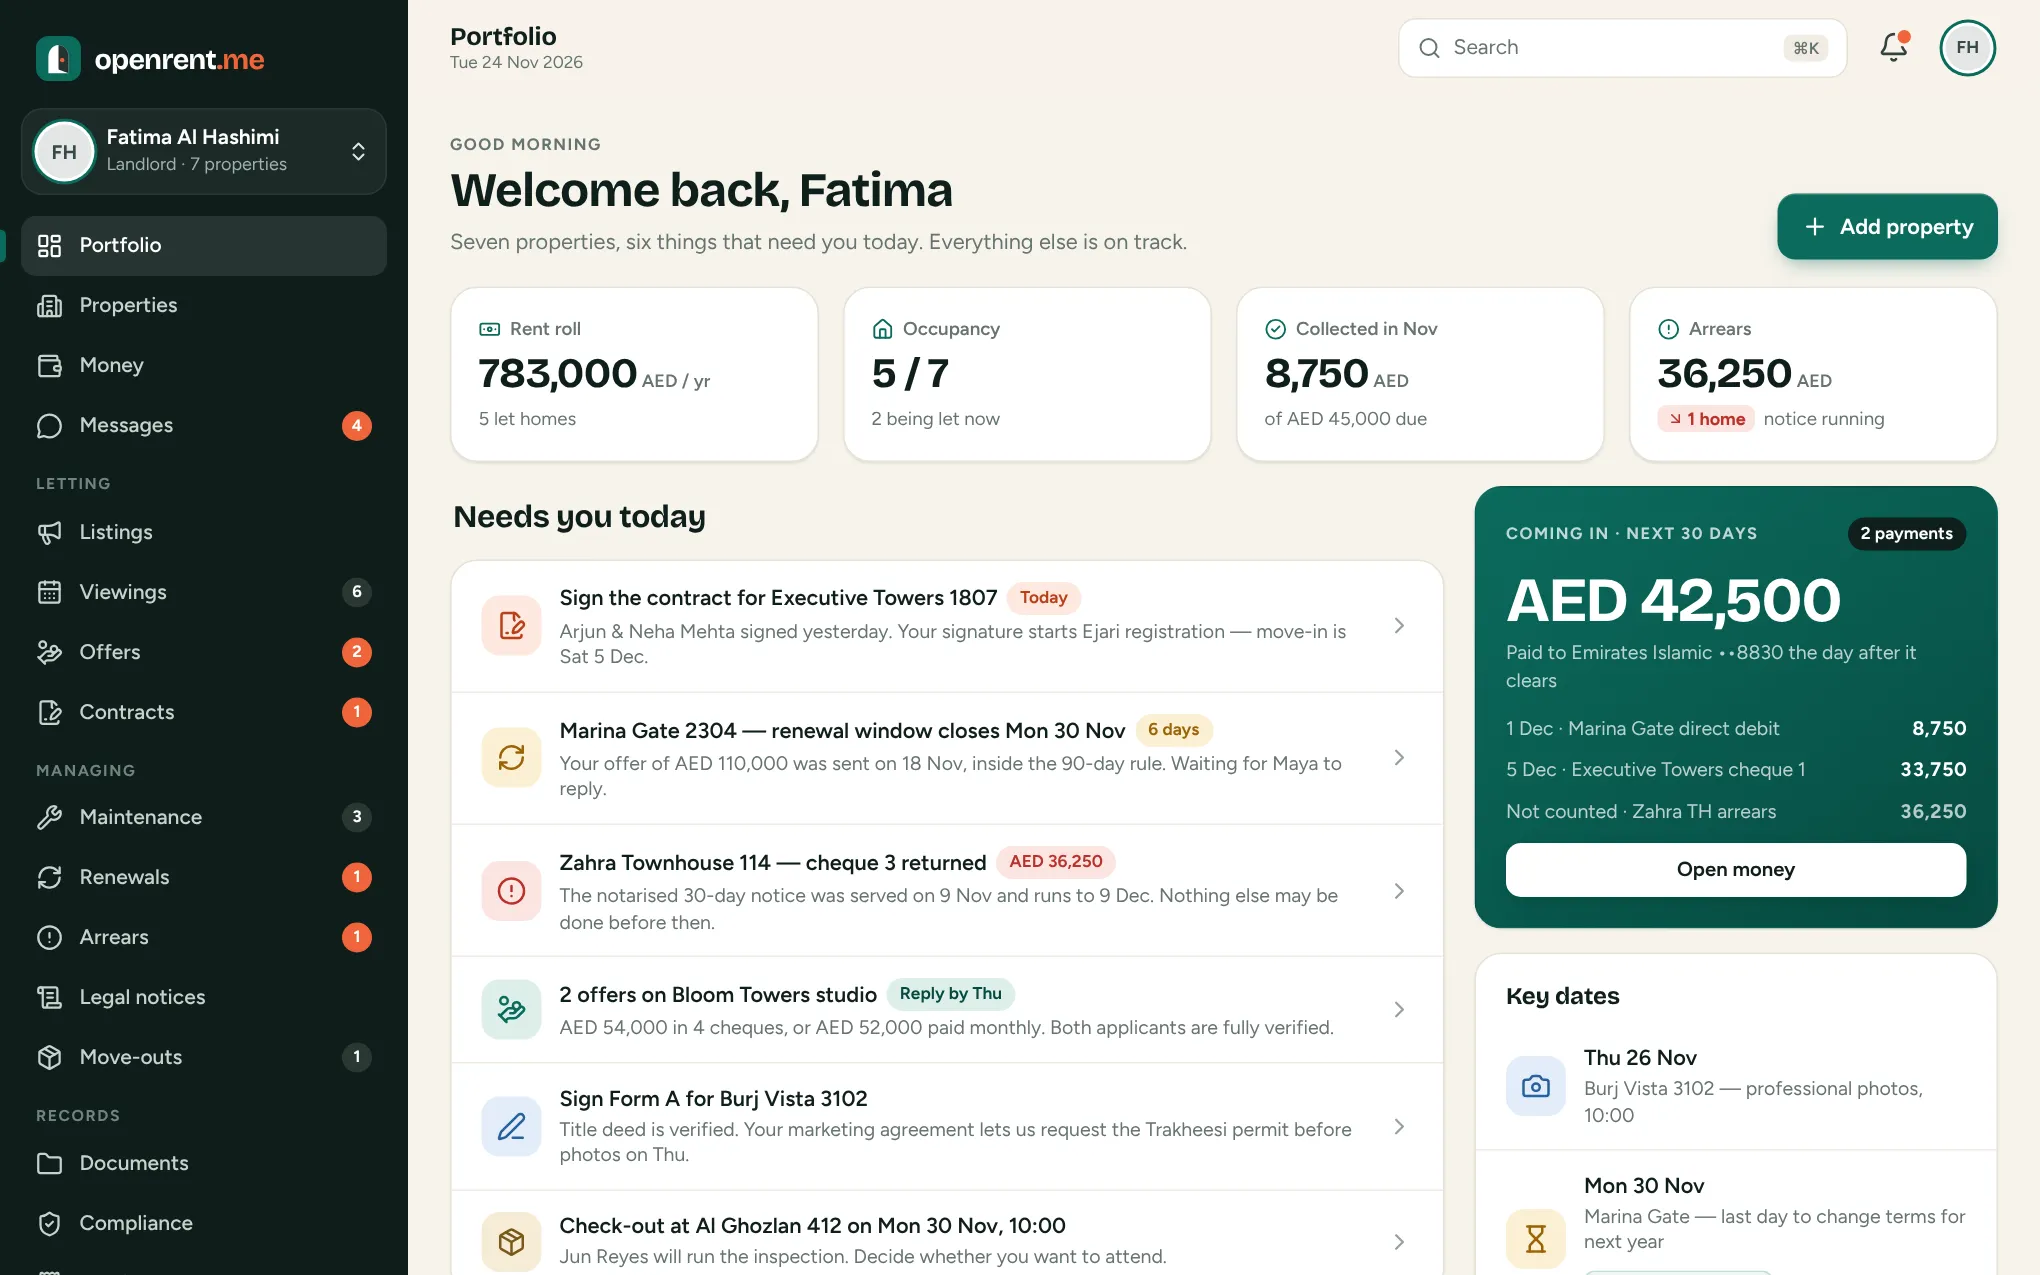 openrent.me
FH
Fatima Al Hashimi
Landlord · 7 properties
Portfolio
Properties
Money
Messages 4
LETTING
Listings
Viewings 6
Offers 2
Contracts 1
MANAGING
Maintenance 3
Renewals 1
Arrears 1
Legal notices
Move-outs 1
RECORDS
Documents
Compliance
Portfolio
Tue 24 Nov 2026
Search ⌘K
FH
GOOD MORNING
Welcome back, Fatima
Seven properties, six things that need you today. Everything else is on track.
Add property
Rent roll
783,000 AED / yr
5 let homes
Occupancy
5 / 7
2 being let now
Collected in Nov
8,750 AED
of AED 45,000 due
Arrears
36,250 AED
1 home notice running
Needs you today
Sign the contract for Executive Towers 1807 Today
Arjun & Neha Mehta signed yesterday. Your signature starts Ejari registration — move-in is
Sat 5 Dec.
Marina Gate 2304 — renewal window closes Mon 30 Nov 6 days
Your offer of AED 110,000 was sent on 18 Nov, inside the 90-day rule. Waiting for Maya to
reply.
Zahra Townhouse 114 — cheque 3 returned AED 36,250
The notarised 30-day notice was served on 9 Nov and runs to 9 Dec. Nothing else may be
done before then.
2 offers on Bloom Towers studio Reply by Thu
AED 54,000 in 4 cheques, or AED 52,000 paid monthly. Both applicants are fully verified.
Sign Form A for Burj Vista 3102
Title deed is verified. Your marketing agreement lets us request the Trakheesi permit before
photos on Thu.
Check-out at Al Ghozlan 412 on Mon 30 Nov, 10:00
Jun Reyes will run the inspection. Decide whether you want to attend.
COMING IN · NEXT 30 DAYS 2 payments
AED 42,500
Paid to Emirates Islamic ••8830 the day after it
clears
1 Dec · Marina Gate direct debit 8,750
5 Dec · Executive Towers cheque 1 33,750
Not counted · Zahra TH arrears 36,250
Open money
Key dates
Thu 26 Nov
Burj Vista 3102 — professional photos,
10:00
Mon 30 Nov
Marina Gate — last day to change terms for
next year